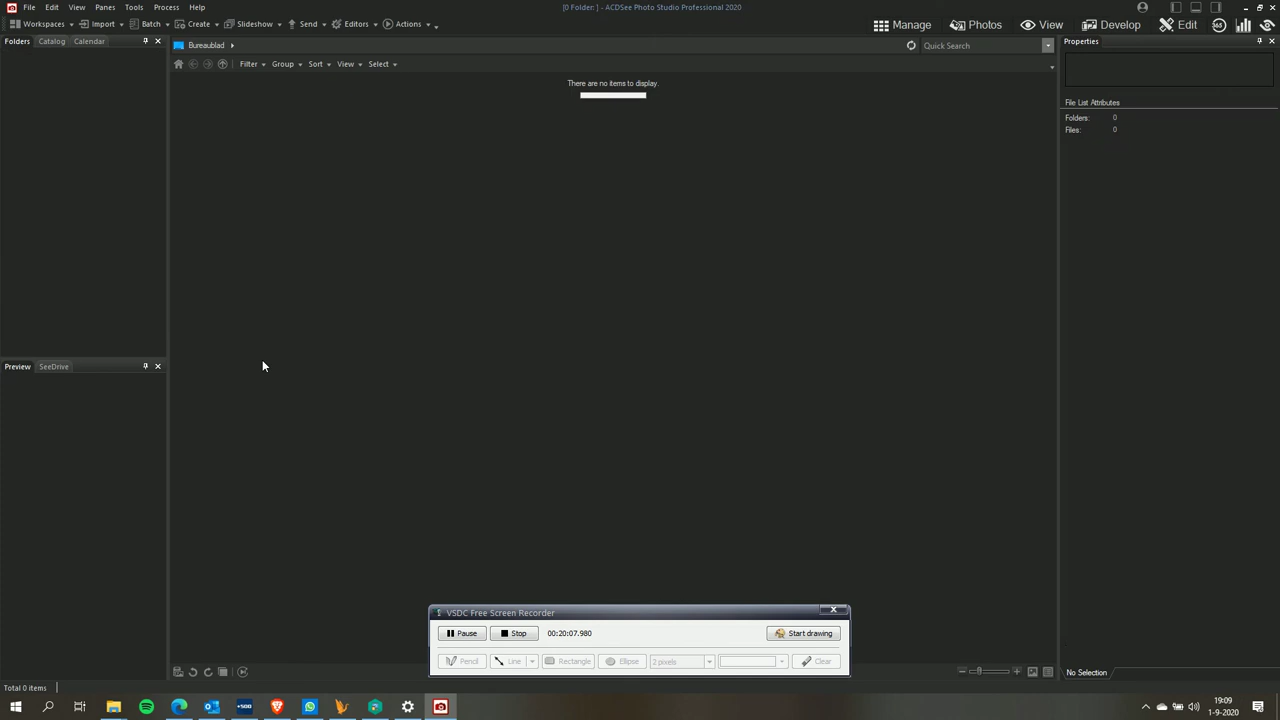 File Edit View Panes Tools Process Help
[0 Folder: ] - ACDSee Photo Studio Professional 2020
Workspaces Import Batch Create Slideshow Send Editors Actions
Manage Photos View Develop Edit 365
Folders Catalog Calendar
Bureaublad
Quick Search
Properties
Filter Group Sort View Select
There are no items to display.
File List Attributes
Folders: 0
Files: 0
Preview SeeDrive
VSDC Free Screen Recorder
Pause Stop 00:20:07.980 Start drawing
Pencil Line Rectangle Ellipse 2 pixels Clear
No Selection
Total 0 items
+500
19:09
1-9-2020